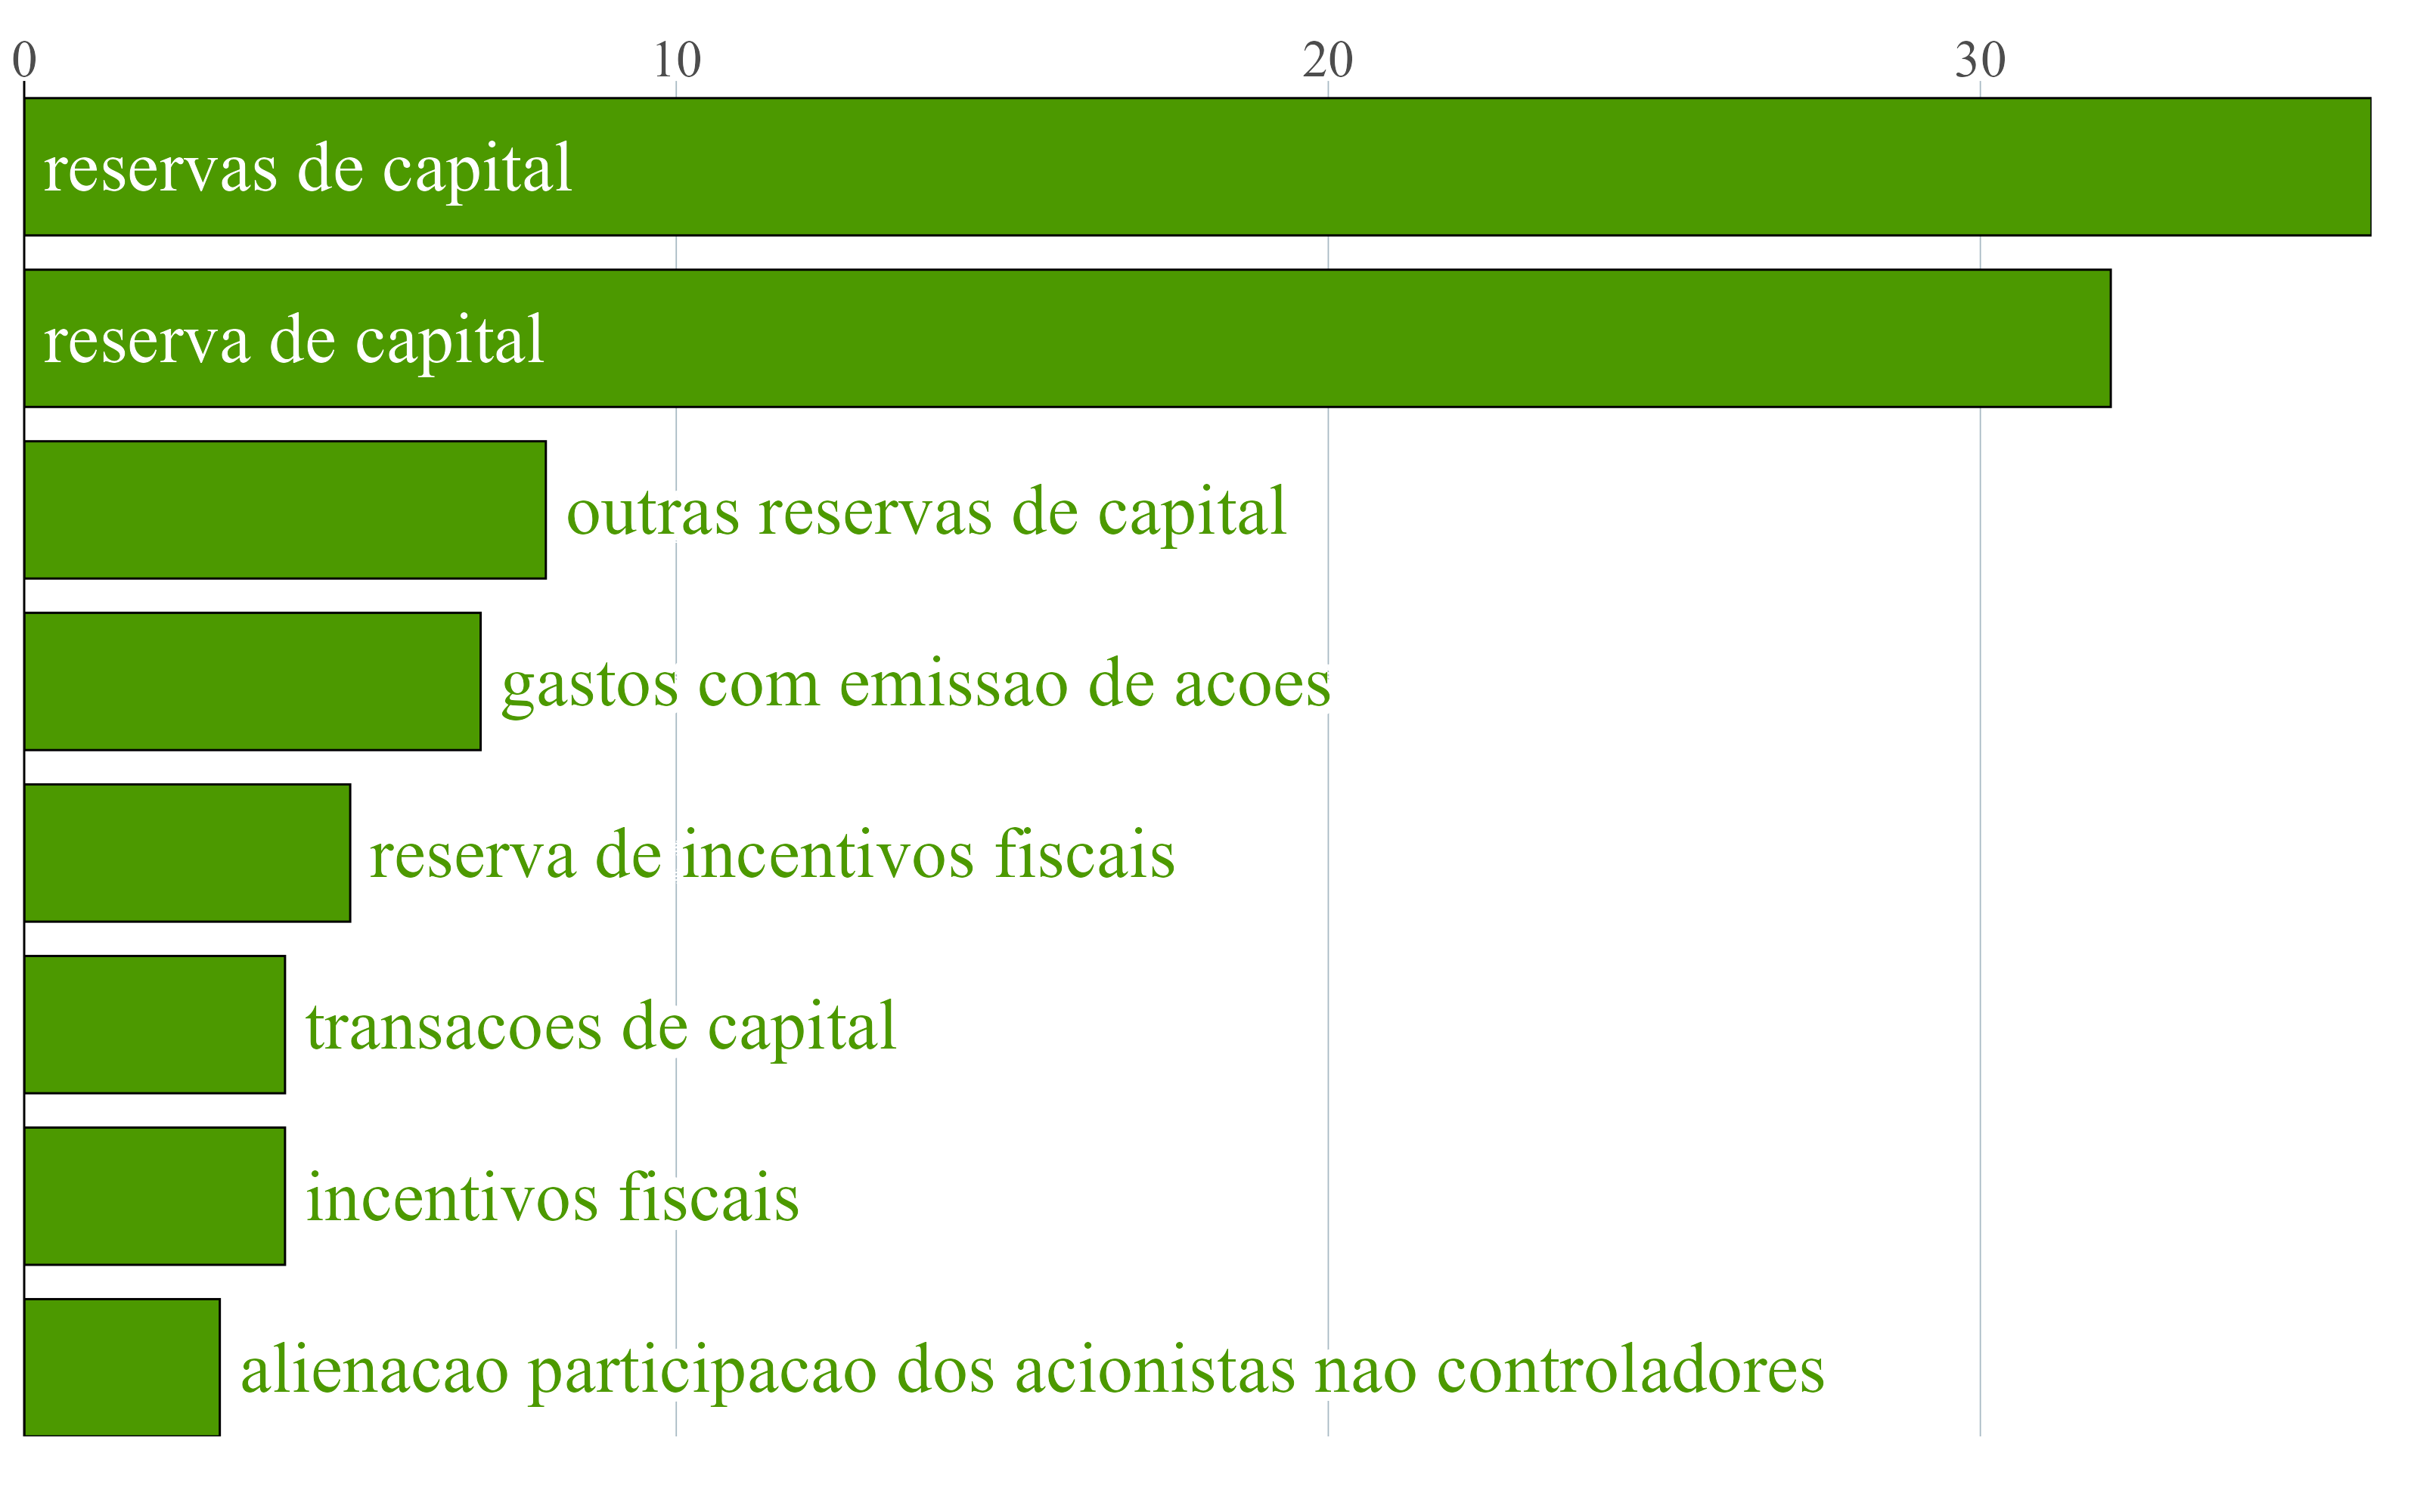 0 10 20 30
reservas de capital
reserva de capital
outras reservas de capital
gastos com emissao de acoes
reserva de incentivos fiscais
transacoes de capital
incentivos fiscais
alienacao participacao dos acionistas nao controladores